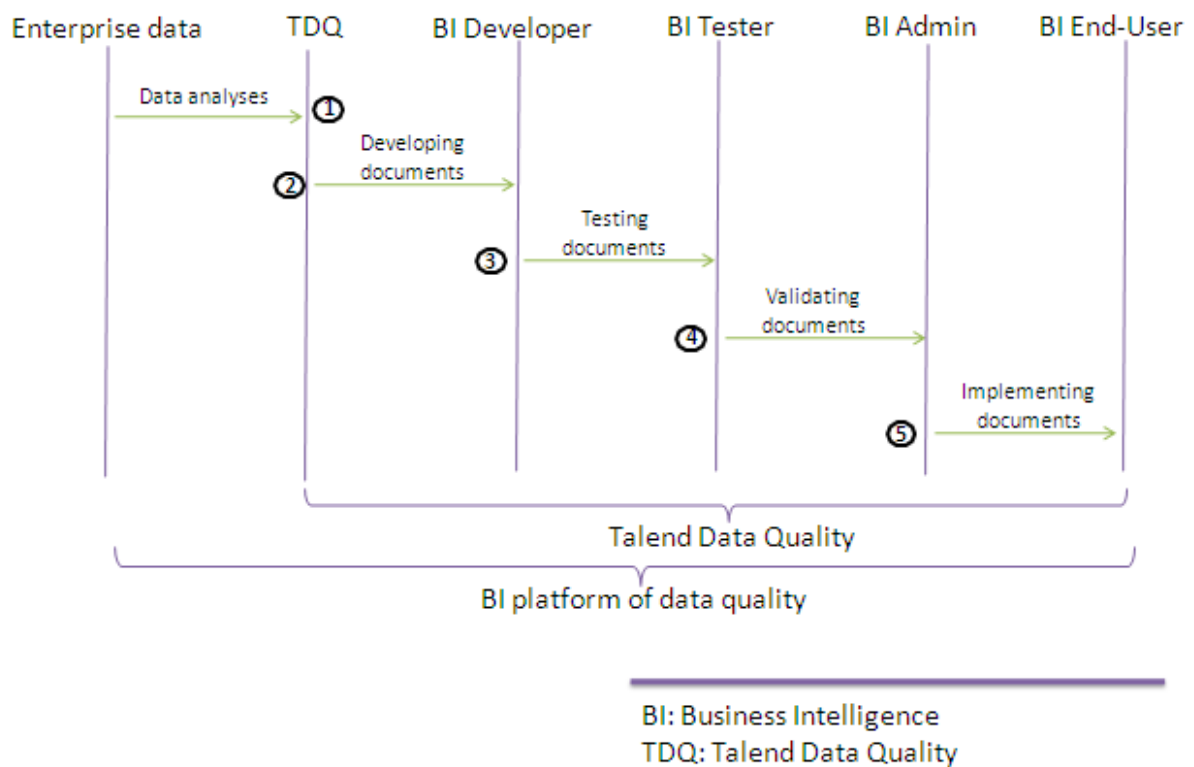 Enterprise data TDQ BI Developer BI Tester BI Admin BI End-User
Data analyses
1
Developing
documents
2
Testing
documents
3
Validating
documents
4
Implementing
documents
5
Talend Data Quality
BI platform of data quality
BI: Business Intelligence
TDQ: Talend Data Quality